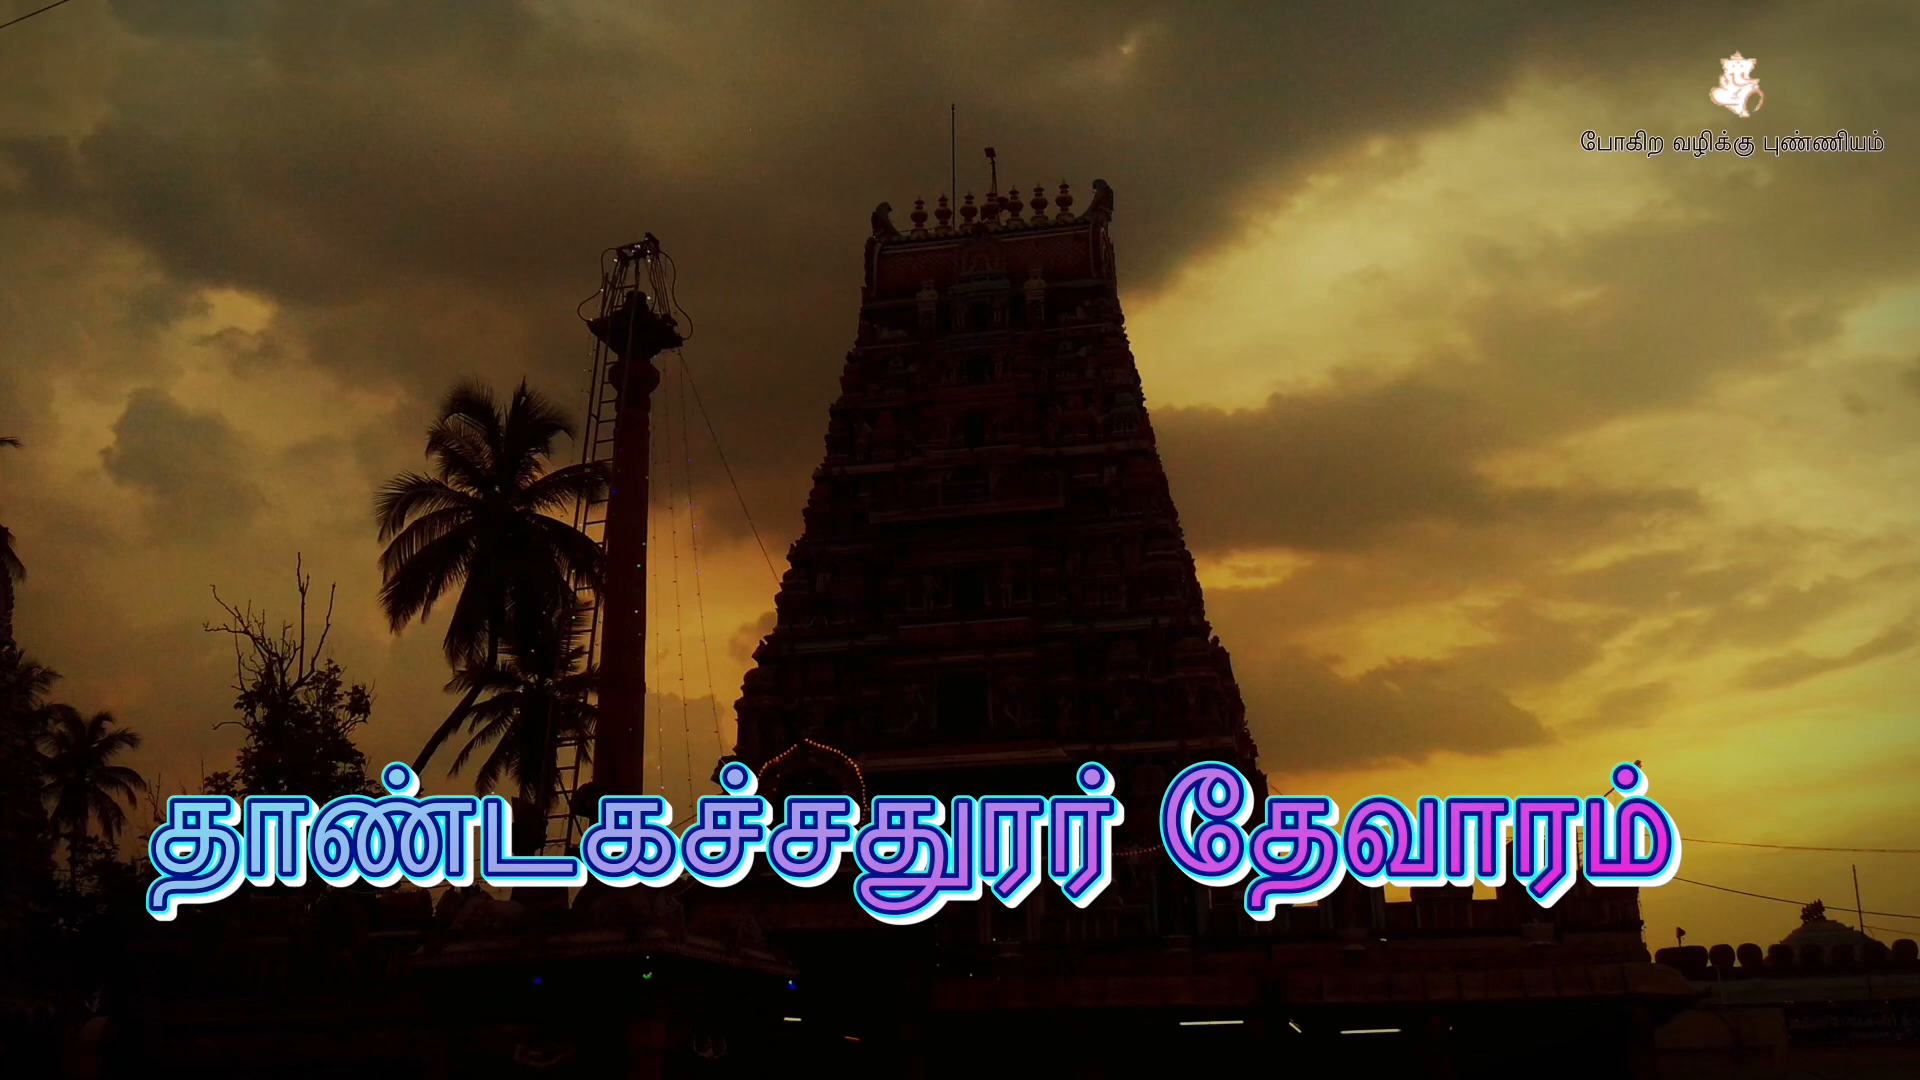 போகிற வழிக்கு புண்ணியம்
தாண்டகச்சதுரர் தேவாரம்